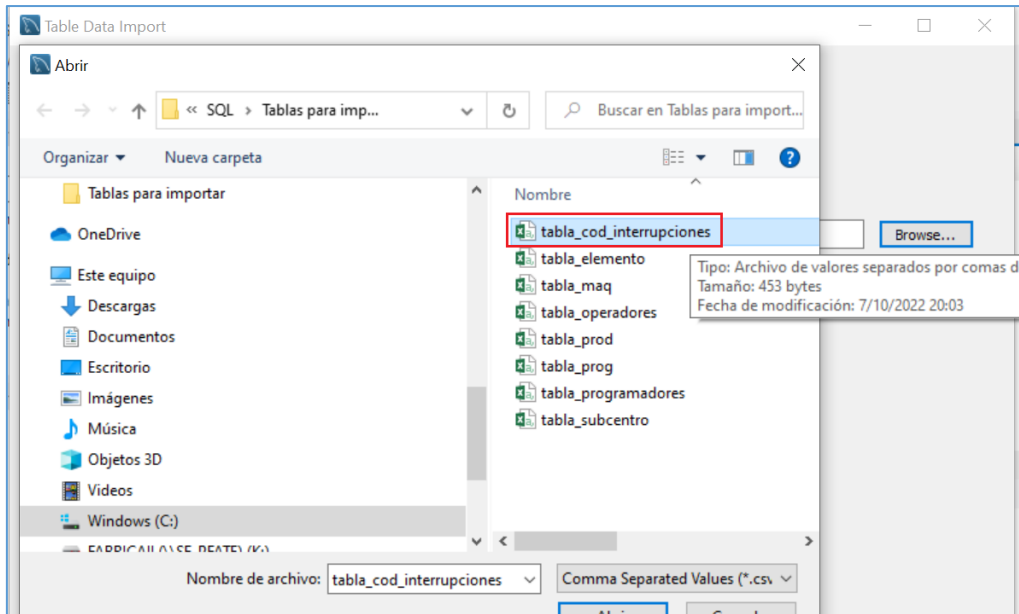 Table Data Import
Abrir
« SQL > Tablas para imp...
Buscar en Tablas para import...
Organizar
Nueva carpeta
Tablas para importar
OneDrive
Este equipo
Descargas
Documentos
Escritorio
Imágenes
Música
Objetos 3D
Videos
Windows (C:)
Nombre
tabla_cod_interrupciones
tabla_elemento
tabla_maq
tabla_operadores
tabla_prod
tabla_prog
tabla_programadores
tabla_subcentro
Browse...
Tipo: Archivo de valores separados por comas d
Tamaño: 453 bytes
Fecha de modificación: 7/10/2022 20:03
Nombre de archivo: tabla_cod_interrupciones
Comma Separated Values (*.csv